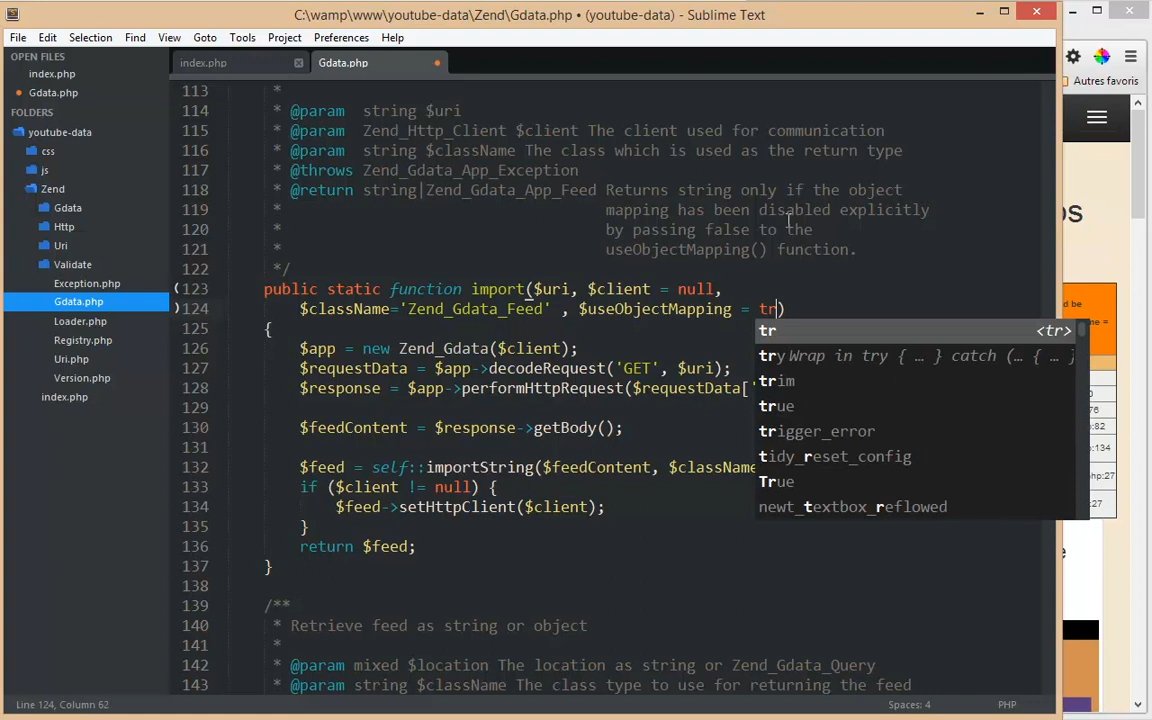 C:\wamp\www\youtube-data\Zend\Gdata.php • (youtube-data) - Sublime Text
File Edit Selection Find View Goto Tools Project Preferences Help
OPEN FILES
index.php
Gdata.php
FOLDERS
youtube-data
css
js
Zend
Gdata
Http
Uri
Validate
Exception.php
Gdata.php
Loader.php
Registry.php
Uri.php
Version.php
index.php
index.php Gdata.php
113 *
114 * @param string $uri
115 * @param Zend_Http_Client $client The client used for communication
116 * @param string $className The class which is used as the return type
117 * @throws Zend_Gdata_App_Exception
118 * @return string|Zend_Gdata_App_Feed Returns string only if the object
119 * mapping has been disabled explicitly
120 * by passing false to the
121 * useObjectMapping() function.
122 */
123 public static function import($uri, $client = null,
124 $className='Zend_Gdata_Feed' , $useObjectMapping = tr)
125 {
126 $app = new Zend_Gdata($client);
127 $requestData = $app->decodeRequest('GET', $uri);
128 $response = $app->performHttpRequest($requestData['
129
130 $feedContent = $response->getBody();
131
132 $feed = self::importString($feedContent, $className
133 if ($client != null) {
134 $feed->setHttpClient($client);
135 }
136 return $feed;
137 }
138
139 /**
140 * Retrieve feed as string or object
141 *
142 * @param mixed $location The location as string or Zend_Gdata_Query
143 * @param string $className The class type to use for returning the feed
tr <tr>
try Wrap in try { … } catch (… { … }
trim
true
trigger_error
tidy_reset_config
True
newt_textbox_reflowed
Line 124, Column 62 Spaces: 4 PHP
Autres favoris
os
d be
me =
76
p:82
p:134
php:27
:27
e